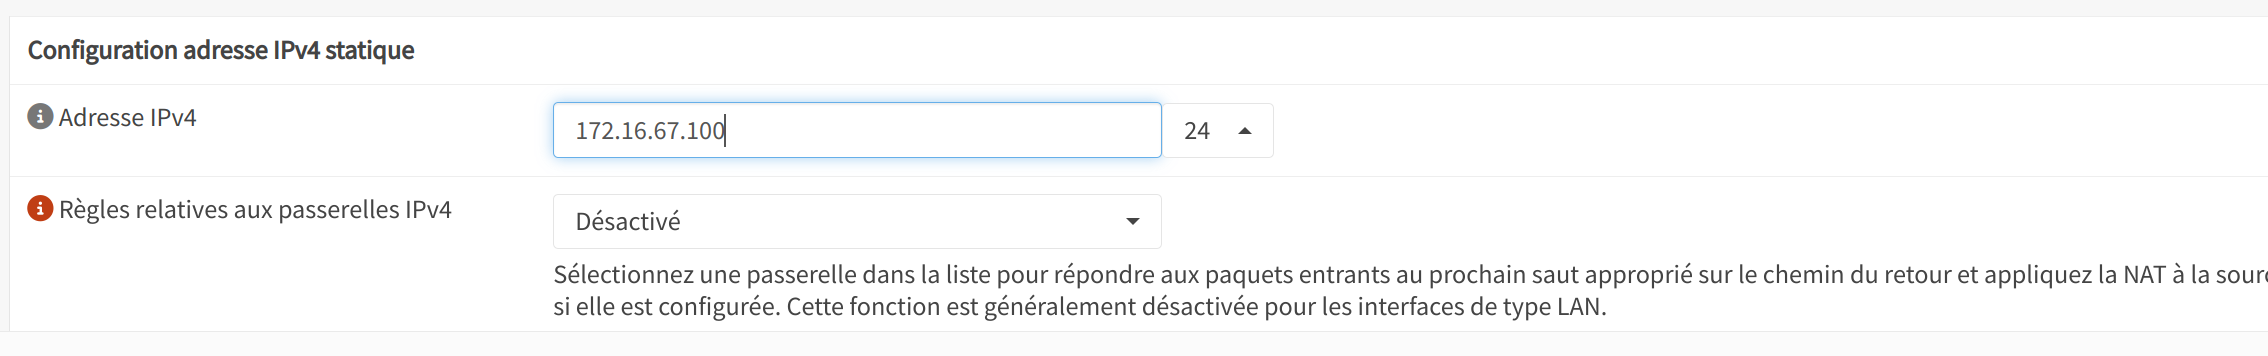 Configuration adresse IPv4 statique
Adresse IPv4
172.16.67.100
24
Règles relatives aux passerelles IPv4
Désactivé
Sélectionnez une passerelle dans la liste pour répondre aux paquets entrants au prochain saut approprié sur le chemin du retour et appliquez la NAT à la
si elle est configurée. Cette fonction est généralement désactivée pour les interfaces de type LAN.